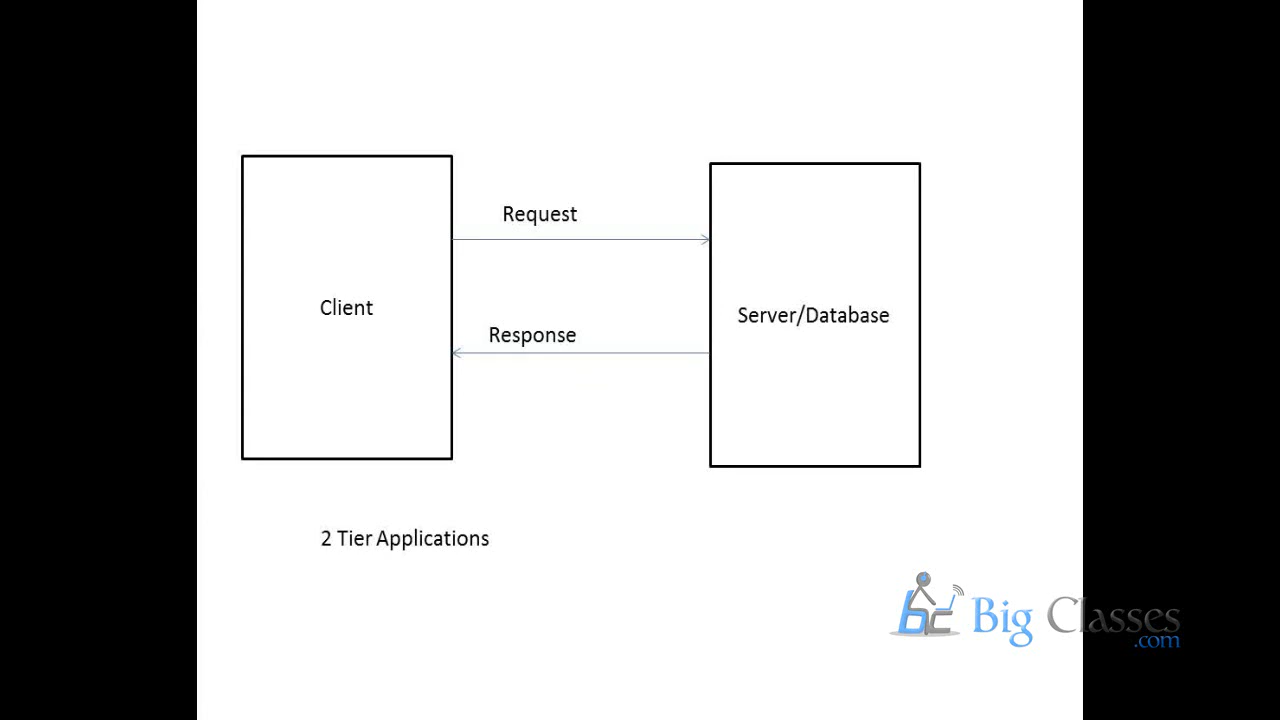 Request
Client
Server/Database
Response
2 Tier Applications
Big Classes
.com